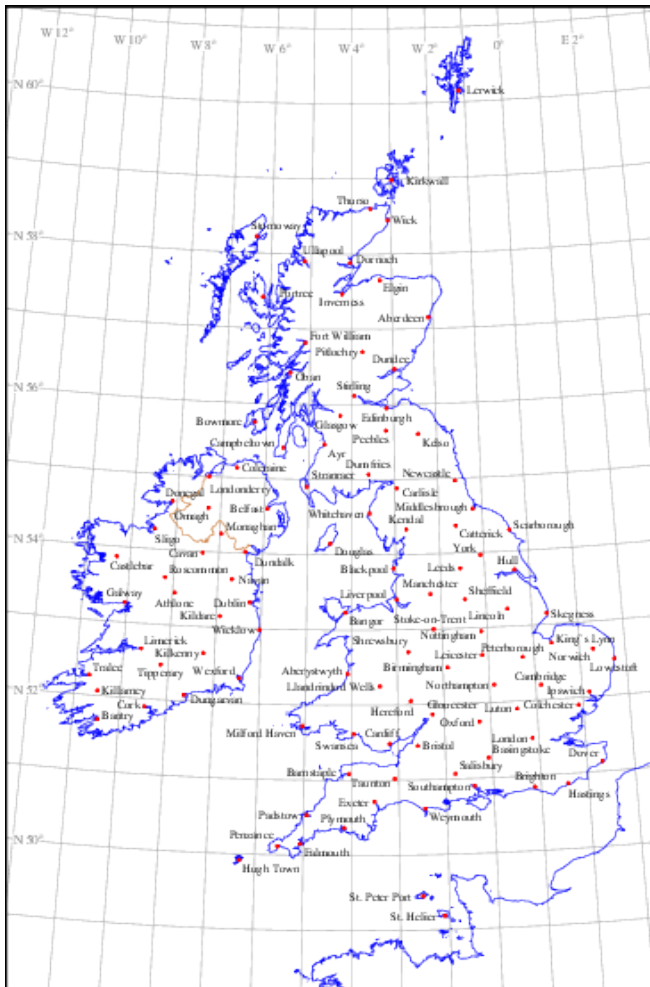 W 12° W 10° W 8° W 6° W 4° W 2° 0° E 2°
N 60°
Lerwick
Kirkwall
Thurso
Wick
Stornoway
N 58°
Ullapool
Dornoch
Elgin
Portree
Inverness
Aberdeen
Fort William
Pitlochry
Dundee
Oban
N 56°
Stirling
Bowmore
Edinburgh
Glasgow
Peebles
Kelso
Campbeltown
Ayr
Coleraine
Dumfries
Newcastle
Stranraer
Londonderry
Carlisle
Donegal
Middlesbrough
Omagh
Belfast
Whitehaven
Kendal
Monaghan
Catterick
Scarborough
Sligo
N 54°
Cavan
Douglas
York
Dundalk
Castlebar
Roscommon
Blackpool
Leeds
Hull
Navan
Manchester
Galway
Sheffield
Athlone
Dublin
Liverpool
Kildare
Lincoln
Bangor
Stoke-on-Trent
Skegness
Wicklow
Nottingham
Limerick
Shrewsbury
King's Lynn
Kilkenny
Leicester
Peterborough
Norwich
Tralee
Tipperary
Wexford
Aberystwyth
Birmingham
Lowestoft
Cambridge
N 52°
Killarney
Llandrindod Wells
Northampton
Ipswich
Cork
Dungarvan
Hereford
Gloucester
Luton
Colchester
Bantry
Oxford
Milford Haven
Cardiff
London
Swansea
Bristol
Basingstoke
Dover
Barnstaple
Salisbury
Taunton
Southampton
Brighton
Hastings
Exeter
Padstow
Plymouth
Weymouth
N 50°
Penzance
Falmouth
Hugh Town
St. Peter Port
St. Helier